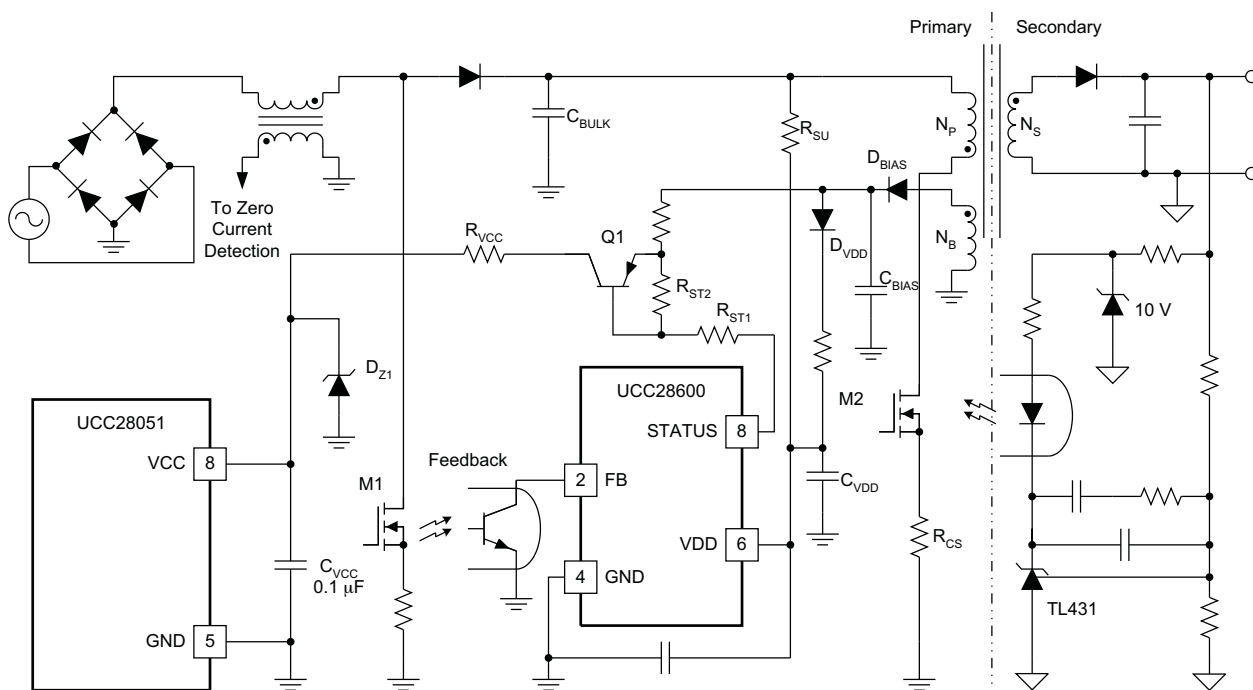 Primary
Secondary
C_BULK
R_SU
N_P
N_S
D_BIAS
To Zero
Current
Detection
R_VCC
Q1
D_VDD
N_B
C_BIAS
R_ST2
R_ST1
10 V
D_Z1
UCC28051
UCC28600
M2
STATUS
8
VCC
8
Feedback
M1
2
FB
C_VDD
VDD
6
R_CS
C_VCC
0.1 μF
4
GND
TL431
GND
5